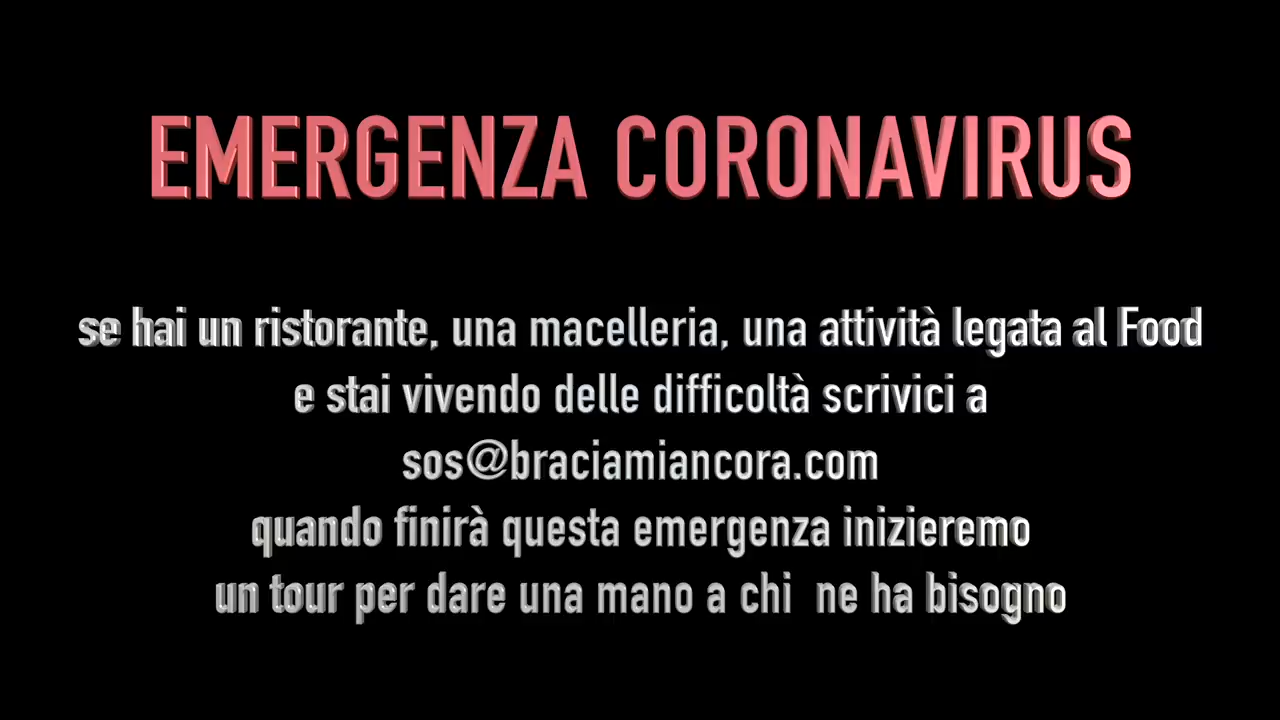 EMERGENZA CORONAVIRUS
se hai un ristorante, una macelleria, una attività legata al Food
e stai vivendo delle difficoltà scrivici a
sos@braciamiancora.com
quando finirà questa emergenza inizieremo
un tour per dare una mano a chi  ne ha bisogno